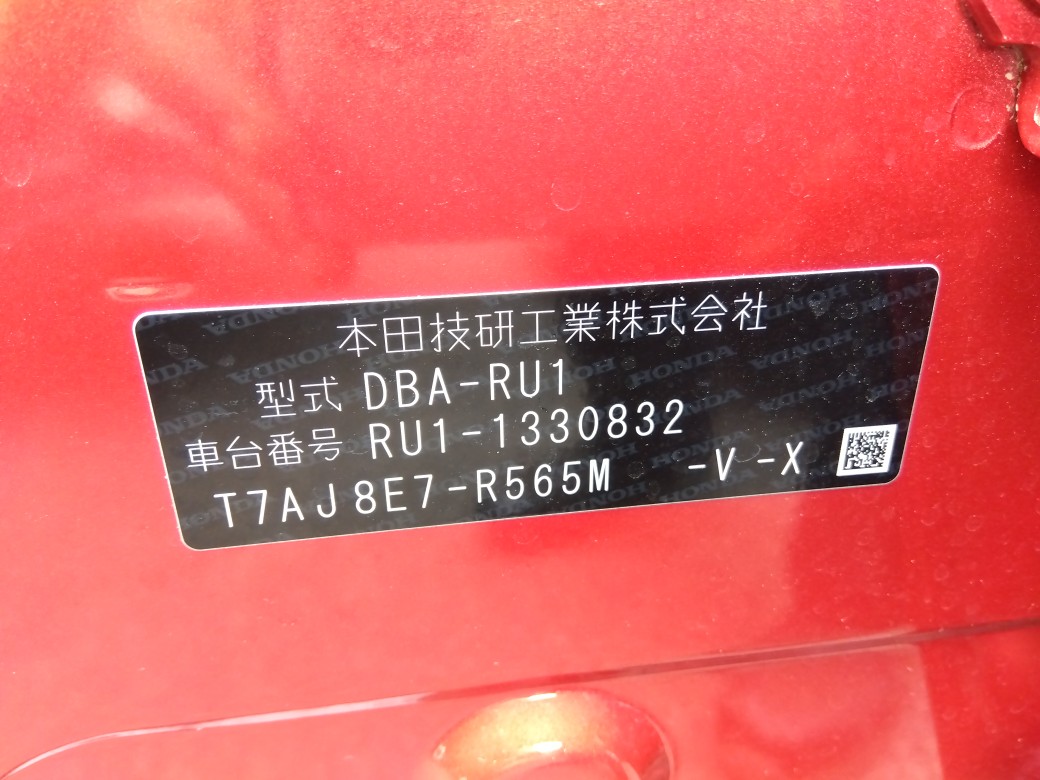 本田技研工業株式会社
型式 DBA-RU1
車台番号 RU1-1330832
T7AJ8E7-R565M -V -X